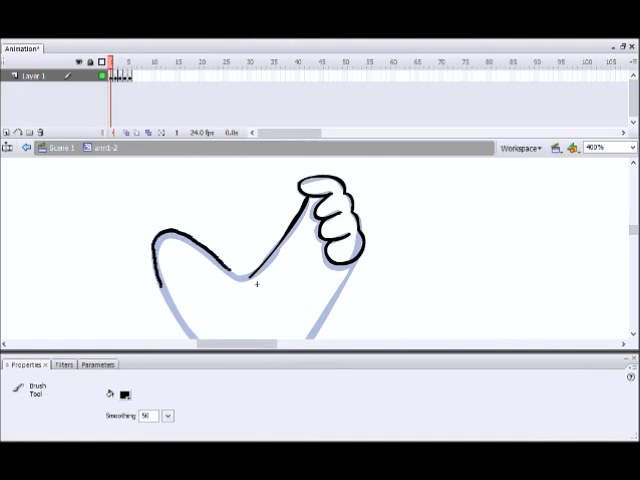 Animation*
5 10 15 20 25 30 35 40 45 50 55 60 65 70 75 80 85 90 95 100 105
Layer 1
1 24.0 fps 0.0s
Scene 1 arm1-2 Workspace 400%
Properties x Filters Parameters
Brush
Tool
Smoothing: 50